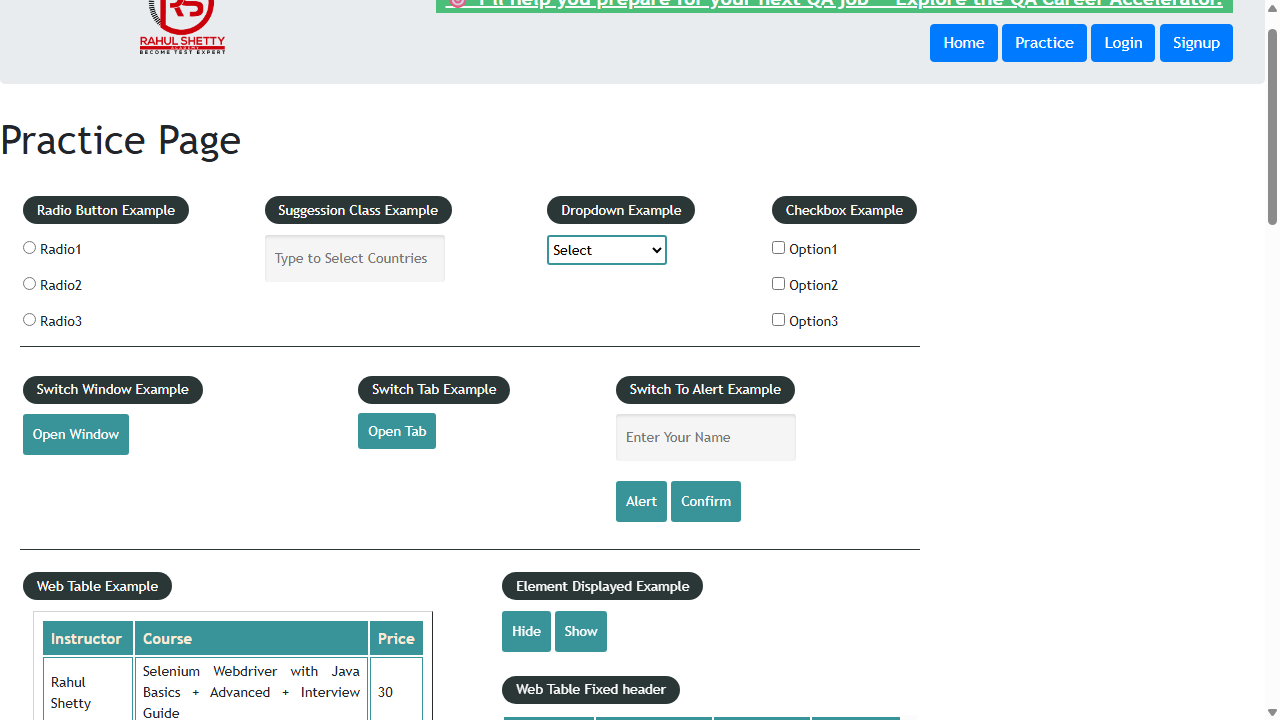 I'll help you prepare for your next QA job — Explore the QA Career Accelerator.
RS
RAHUL SHETTY
ACADEMY
BECOME TEST EXPERT
Home
Practice
Login
Signup
Practice Page
Radio Button Example
Suggession Class Example
Dropdown Example
Checkbox Example
Radio1
Type to Select Countries
Select
Option1
Radio2
Option2
Radio3
Option3
Switch Window Example
Switch Tab Example
Switch To Alert Example
Open Window
Open Tab
Enter Your Name
Alert
Confirm
Web Table Example
Element Displayed Example
Instructor
Course
Price
Hide
Show
Rahul
Shetty
Selenium Webdriver with Java
Basics + Advanced + Interview
Guide
30
Web Table Fixed header